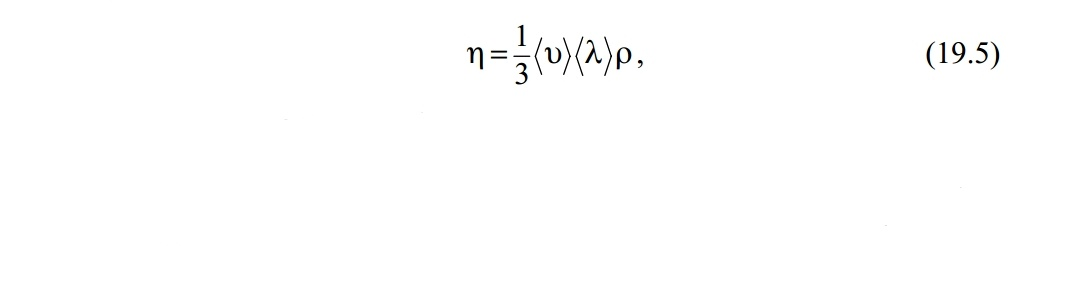 η = 1/3 ⟨υ⟩⟨λ⟩ρ, (19.5)